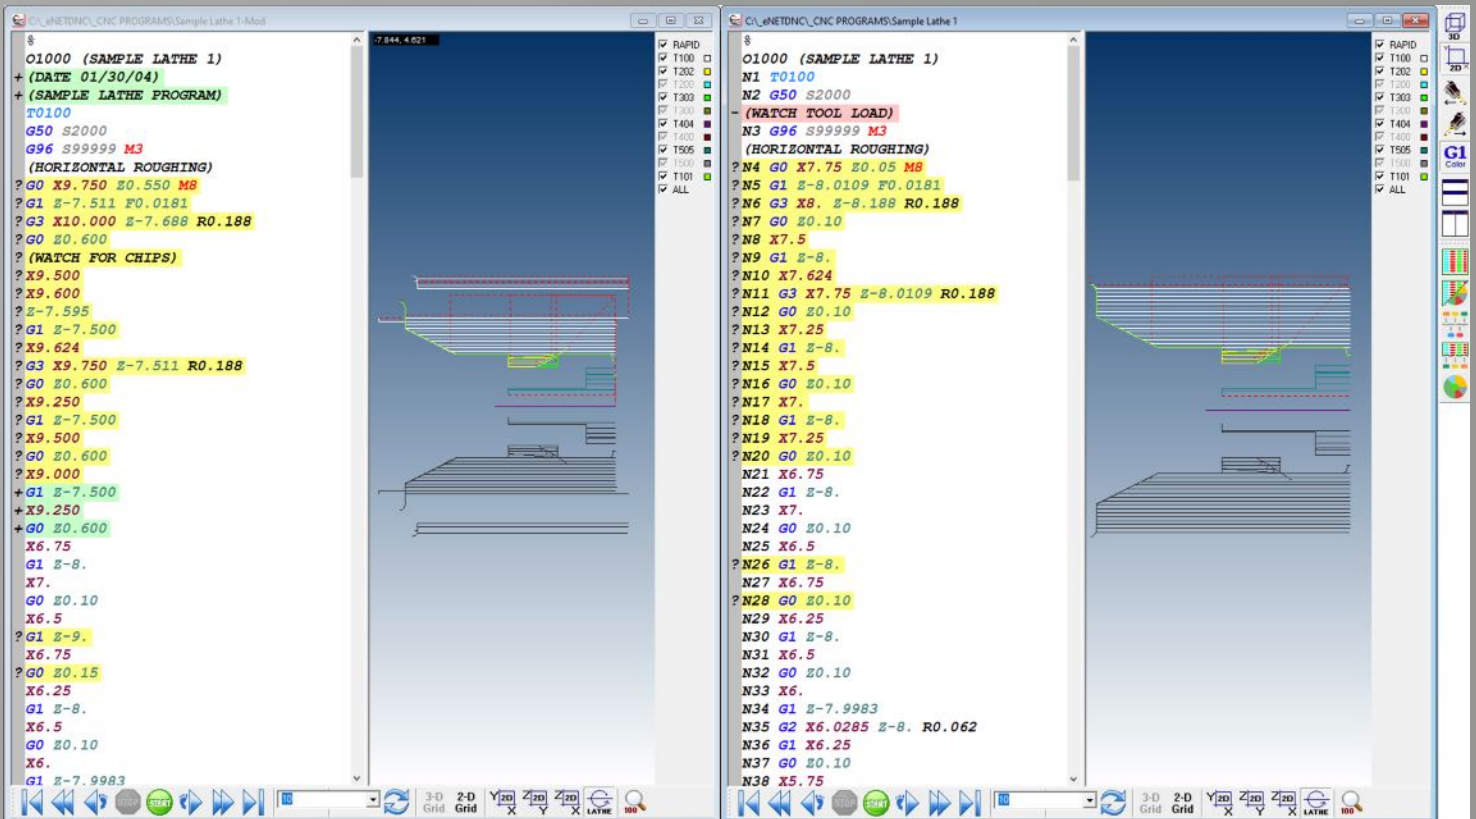 C:\_eNETDNC\_CNC PROGRAMS\Sample Lathe 1-Mod
%
O1000 (SAMPLE LATHE 1)
+ (DATE 01/30/04)
+ (SAMPLE LATHE PROGRAM)
T0100
G50 S2000
G96 S99999 M3
(HORIZONTAL ROUGHING)
? G0 X9.750 Z0.550 M8
? G1 Z-7.511 F0.0181
? G3 X10.000 Z-7.688 R0.188
? G0 Z0.600
? (WATCH FOR CHIPS)
? X9.500
? X9.600
? Z-7.595
? G1 Z-7.500
? X9.624
? G3 X9.750 Z-7.511 R0.188
? G0 Z0.600
? X9.250
? G1 Z-7.500
? X9.500
? G0 Z0.600
? X9.000
+ G1 Z-7.500
+ X9.250
+ G0 Z0.600
X6.75
G1 Z-8.
X7.
G0 Z0.10
X6.5
? G1 Z-9.
X6.75
? G0 Z0.15
X6.25
G1 Z-8.
X6.5
G0 Z0.10
X6.
G1 Z-7.9983
-7.844, 4.621
RAPID
T100
T202
T200
T303
T300
T404
T400
T505
T500
T101
ALL
STOP
START
10
3-D Grid
2-D Grid
Y 2D X
Z 2D Y
Z 2D X
LATHE
100
C:\_eNETDNC\_CNC PROGRAMS\Sample Lathe 1
%
O1000 (SAMPLE LATHE 1)
N1 T0100
N2 G50 S2000
- (WATCH TOOL LOAD)
N3 G96 S99999 M3
(HORIZONTAL ROUGHING)
? N4 G0 X7.75 Z0.05 M8
? N5 G1 Z-8.0109 F0.0181
? N6 G3 X8. Z-8.188 R0.188
? N7 G0 Z0.10
? N8 X7.5
? N9 G1 Z-8.
? N10 X7.624
? N11 G3 X7.75 Z-8.0109 R0.188
? N12 G0 Z0.10
? N13 X7.25
? N14 G1 Z-8.
? N15 X7.5
? N16 G0 Z0.10
? N17 X7.
? N18 G1 Z-8.
? N19 X7.25
? N20 G0 Z0.10
N21 X6.75
N22 G1 Z-8.
N23 X7.
N24 G0 Z0.10
N25 X6.5
? N26 G1 Z-8.
N27 X6.75
? N28 G0 Z0.10
N29 X6.25
N30 G1 Z-8.
N31 X6.5
N32 G0 Z0.10
N33 X6.
N34 G1 Z-7.9983
N35 G2 X6.0285 Z-8. R0.062
N36 G1 X6.25
N37 G0 Z0.10
N38 X5.75
RAPID
T100
T202
T200
T303
T300
T404
T400
T505
T500
T101
ALL
STOP
START
10
3-D Grid
2-D Grid
Y 2D X
Z 2D Y
Z 2D X
LATHE
100
3D
2D
G1
Color